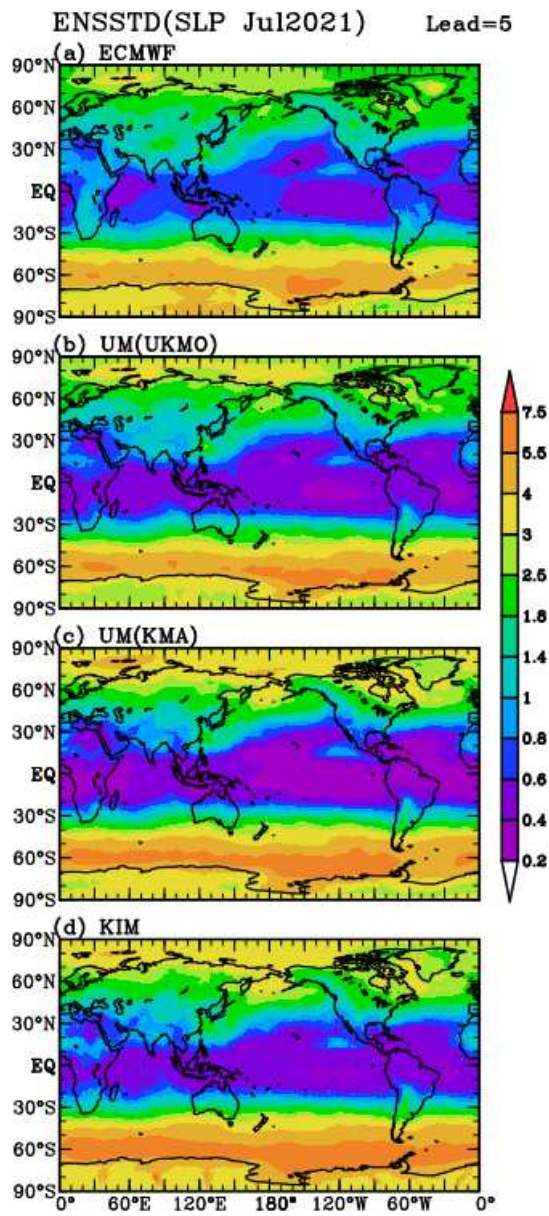 ENSSTD(SLP Jul2021) Lead=5
(a) ECMWF
90°N
60°N
30°N
EQ
30°S
60°S
90°S
(b) UM(UKMO)
90°N
60°N
30°N
EQ
30°S
60°S
90°S
(c) UM(KMA)
90°N
60°N
30°N
EQ
30°S
60°S
90°S
(d) KIM
90°N
60°N
30°N
EQ
30°S
60°S
90°S
0° 60°E 120°E 180° 120°W 60°W 0°
7.5
5.5
4
3
2.5
1.8
1.4
1
0.8
0.6
0.4
0.2